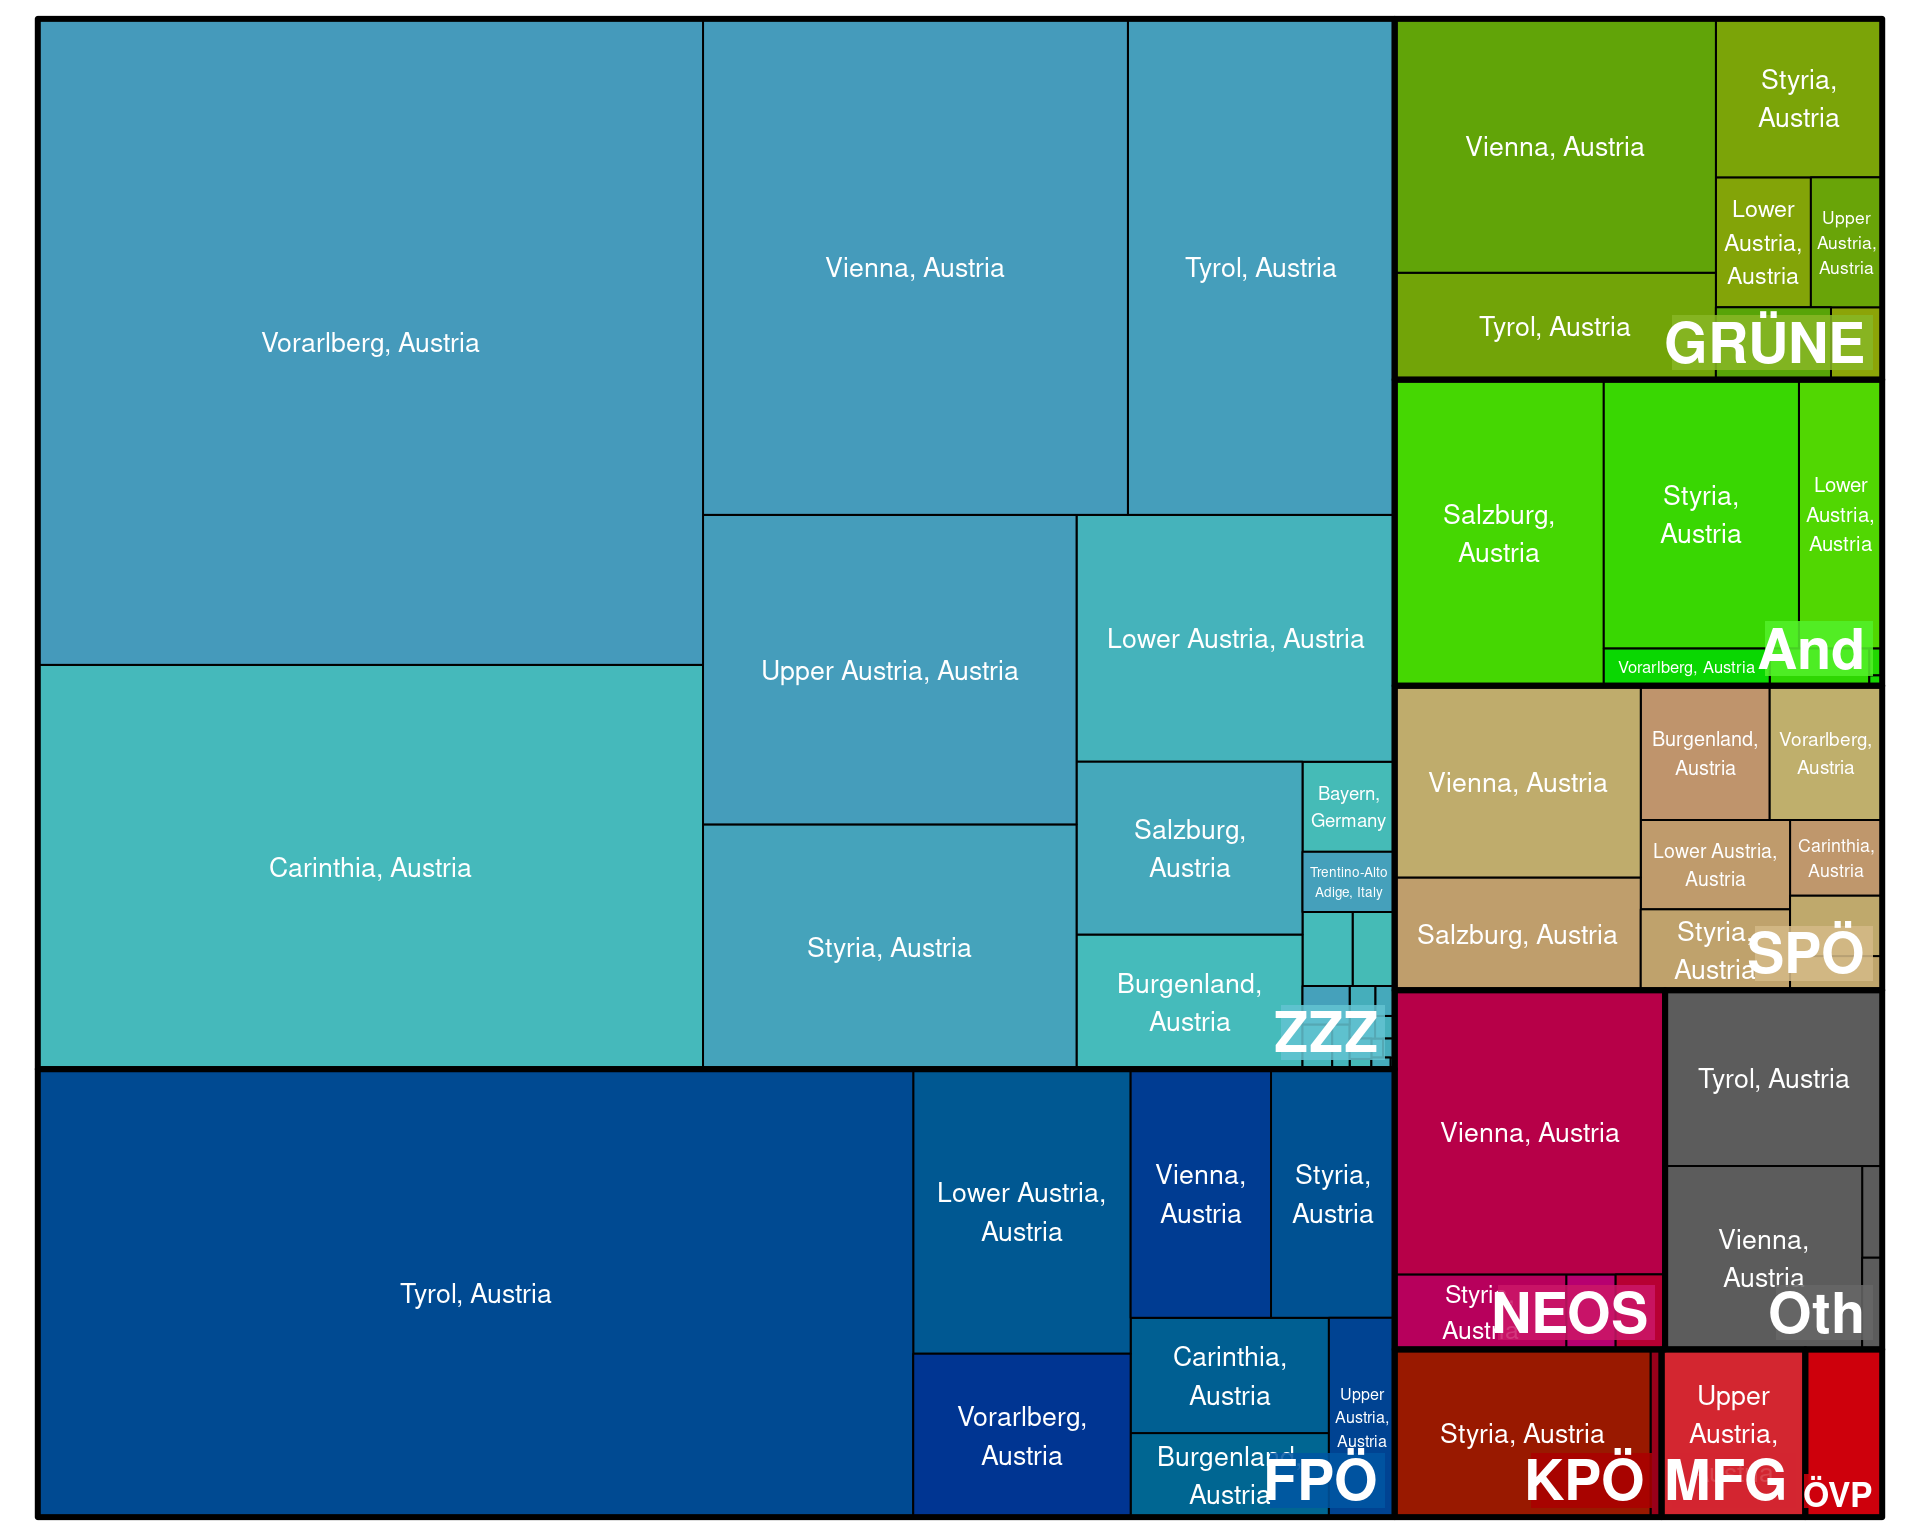 Vorarlberg, Austria
Vienna, Austria
Tyrol, Austria
Upper Austria, Austria
Lower Austria, Austria
Carinthia, Austria
Styria, Austria
Salzburg,
Austria
Bayern,
Germany
Trentino-Alto
Adige, Italy
Burgenland,
Austria
ZZZ
Tyrol, Austria
Lower Austria,
Austria
Vienna,
Austria
Styria,
Austria
Vorarlberg,
Austria
Carinthia,
Austria
Upper
Austria,
Austria
Burgenland,
Austria
FPÖ
Vienna, Austria
Styria,
Austria
Lower
Austria,
Austria
Upper
Austria,
Austria
Tyrol, Austria
GRÜNE
Salzburg,
Austria
Styria,
Austria
Lower
Austria,
Austria
Vorarlberg, Austria
And
Vienna, Austria
Burgenland,
Austria
Vorarlberg,
Austria
Lower Austria,
Austria
Carinthia,
Austria
Salzburg, Austria
Styria,
Austria
SPÖ
Vienna, Austria
Styria,
Austria
NEOS
Tyrol, Austria
Vienna,
Austria
Oth
Styria, Austria
KPÖ
Upper
Austria,
Austria
MFG
ÖVP